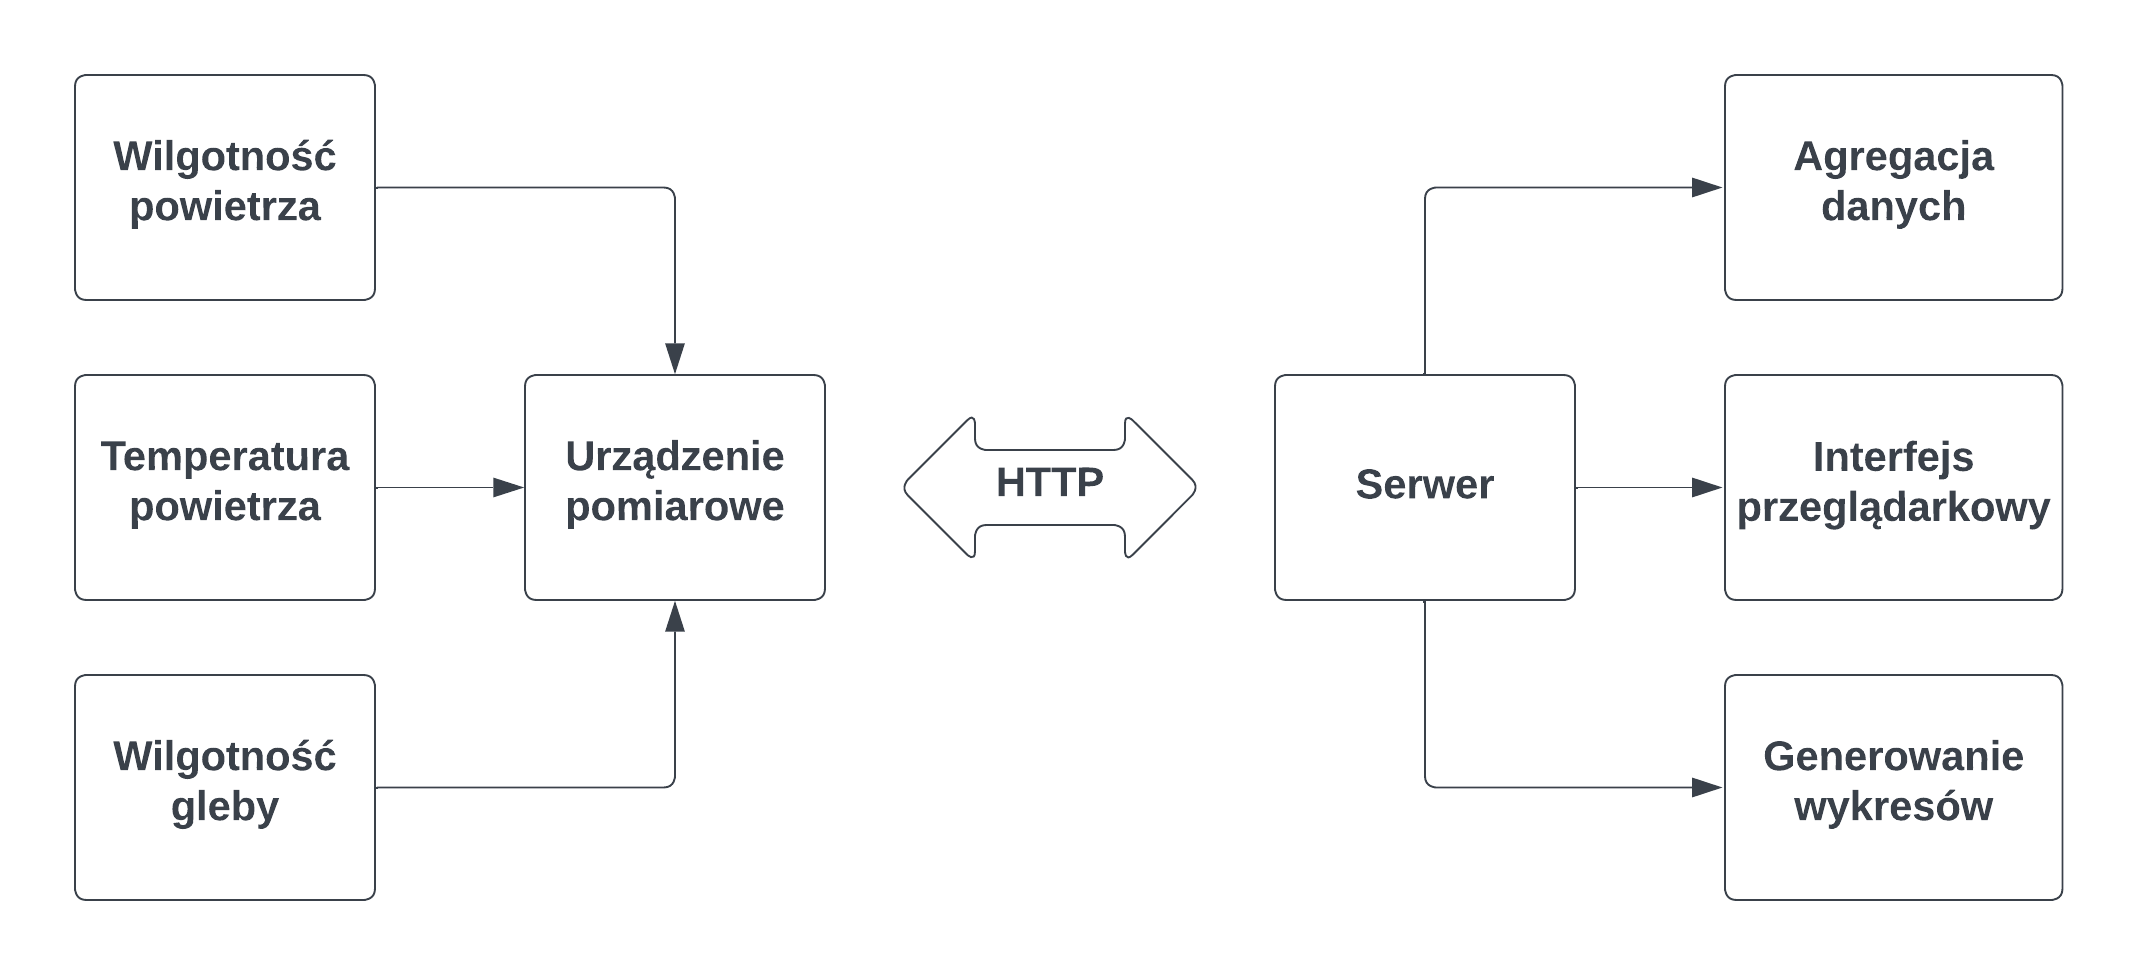 Wilgotność
powietrza
Temperatura
powietrza
Wilgotność
gleby
Urządzenie
pomiarowe
HTTP
Serwer
Agregacja
danych
Interfejs
przeglądarkowy
Generowanie
wykresów